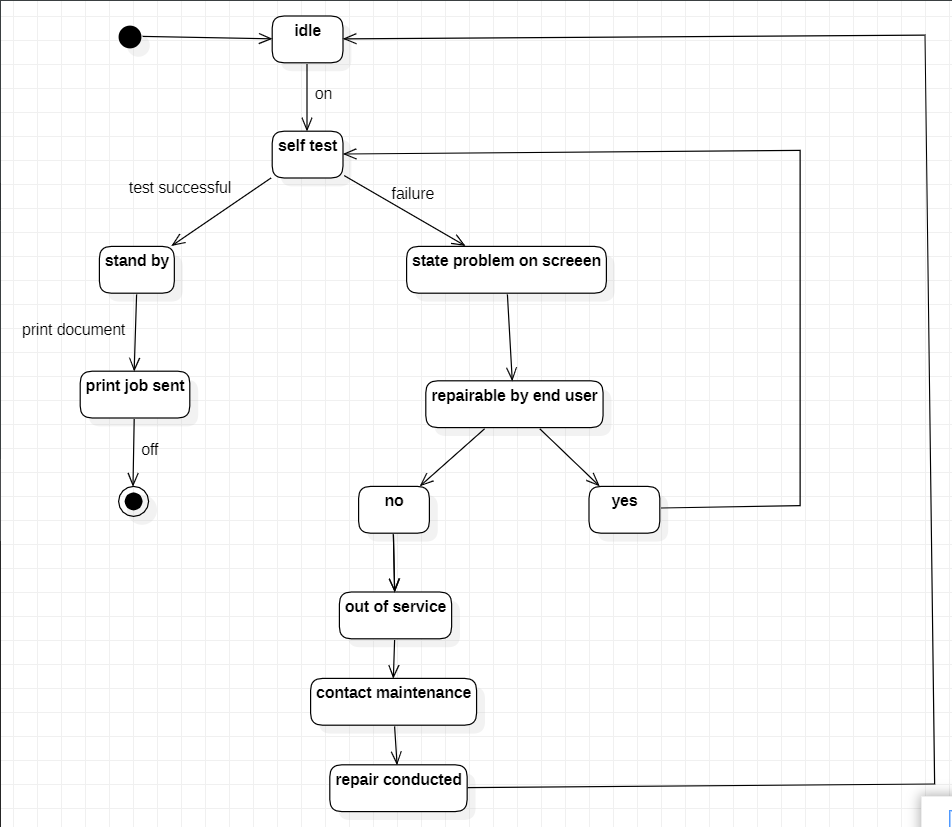 idle
on
self test
test successful
failure
stand by
state problem on screeen
print document
print job sent
repairable by end user
off
no
yes
out of service
contact maintenance
repair conducted